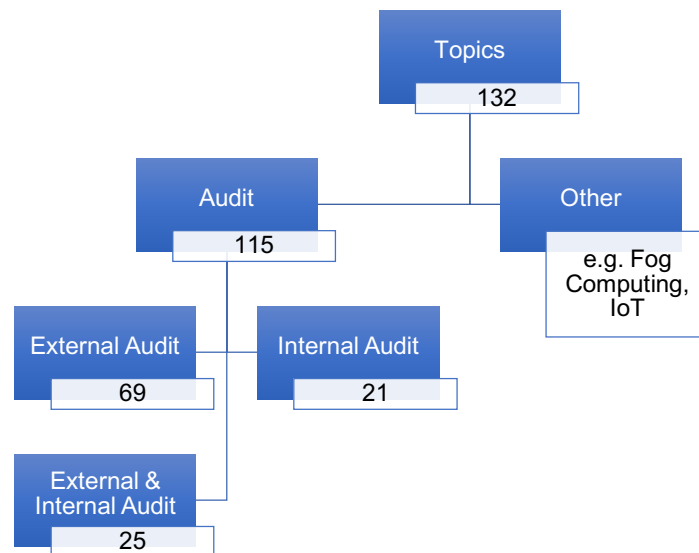 Topics
132
Audit
115
Other
e.g. Fog
Computing,
IoT
External Audit
69
Internal Audit
21
External &
Internal Audit
25